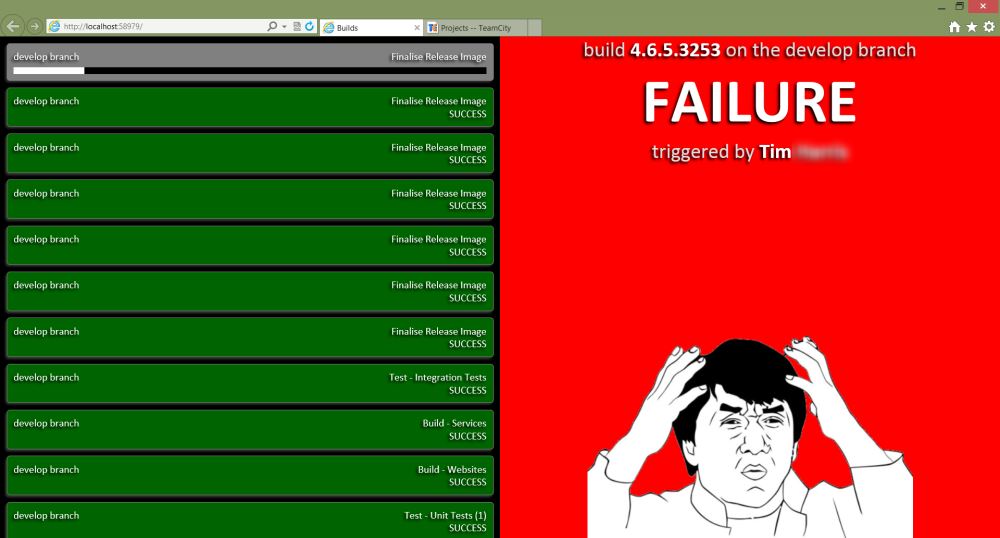 http://localhost:58979/
Builds
Projects -- TeamCity
develop branch Finalise Release Image
develop branch Finalise Release Image
SUCCESS
develop branch Finalise Release Image
SUCCESS
develop branch Finalise Release Image
SUCCESS
develop branch Finalise Release Image
SUCCESS
develop branch Finalise Release Image
SUCCESS
develop branch Finalise Release Image
SUCCESS
develop branch Test - Integration Tests
SUCCESS
develop branch Build - Services
SUCCESS
develop branch Build - Websites
SUCCESS
develop branch Test - Unit Tests (1)
SUCCESS
build 4.6.5.3253 on the develop branch
FAILURE
triggered by Tim